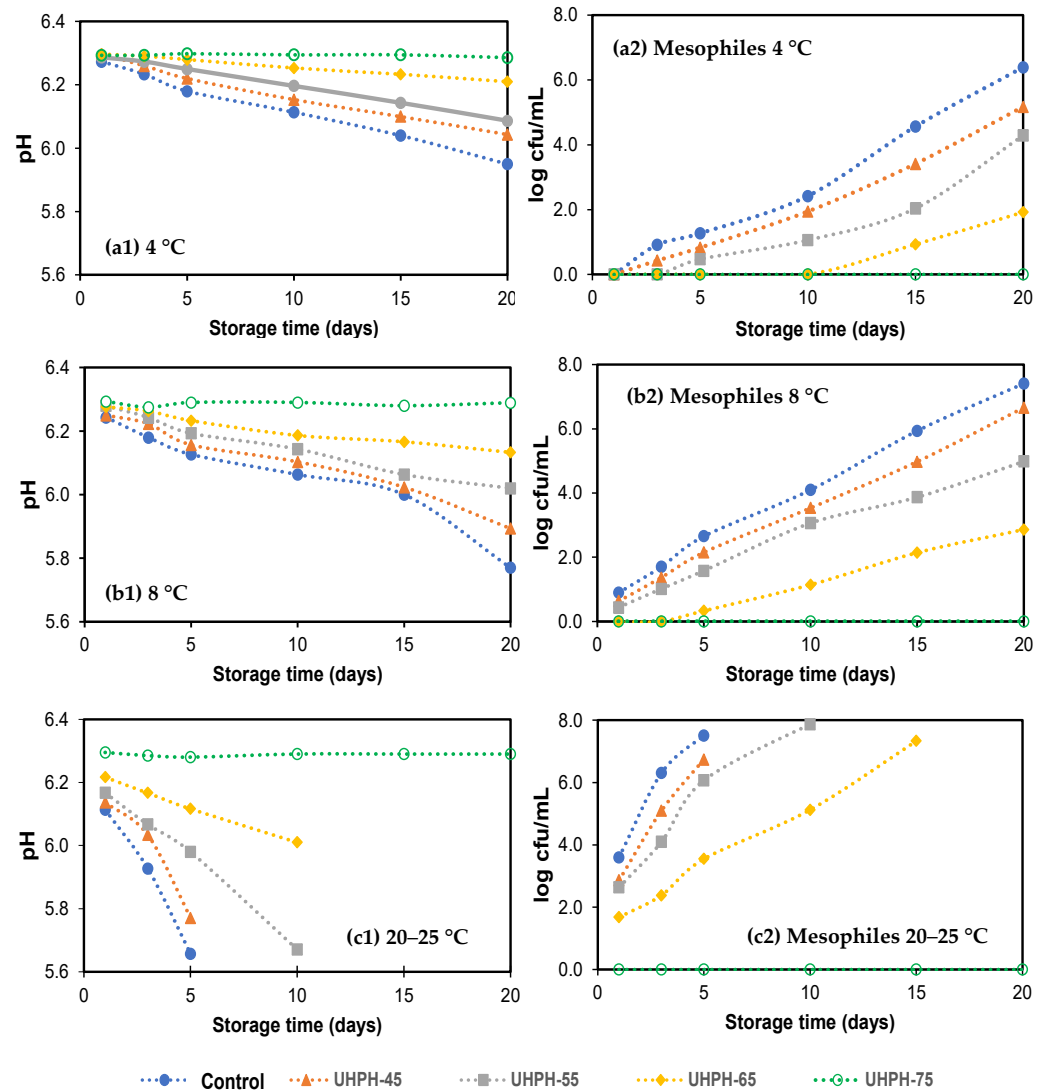 6.4
6.2
6.0
5.8
5.6
pH
(a1) 4 °C
0 5 10 15 20
Storage time (days)
8.0
6.0
4.0
2.0
0.0
log cfu/mL
(a2) Mesophiles 4 °C
0 5 10 15 20
Storage time (days)
6.4
6.2
6.0
5.8
5.6
pH
(b1) 8 °C
0 5 10 15 20
Storage time (days)
8.0
6.0
4.0
2.0
0.0
log cfu/mL
(b2) Mesophiles 8 °C
0 5 10 15 20
Storage time (days)
6.4
6.2
6.0
5.8
5.6
pH
(c1) 20–25 °C
0 5 10 15 20
Storage time (days)
8.0
6.0
4.0
2.0
0.0
log cfu/mL
(c2) Mesophiles 20–25 °C
0 5 10 15 20
Storage time (days)
Control UHPH-45 UHPH-55 UHPH-65 UHPH-75